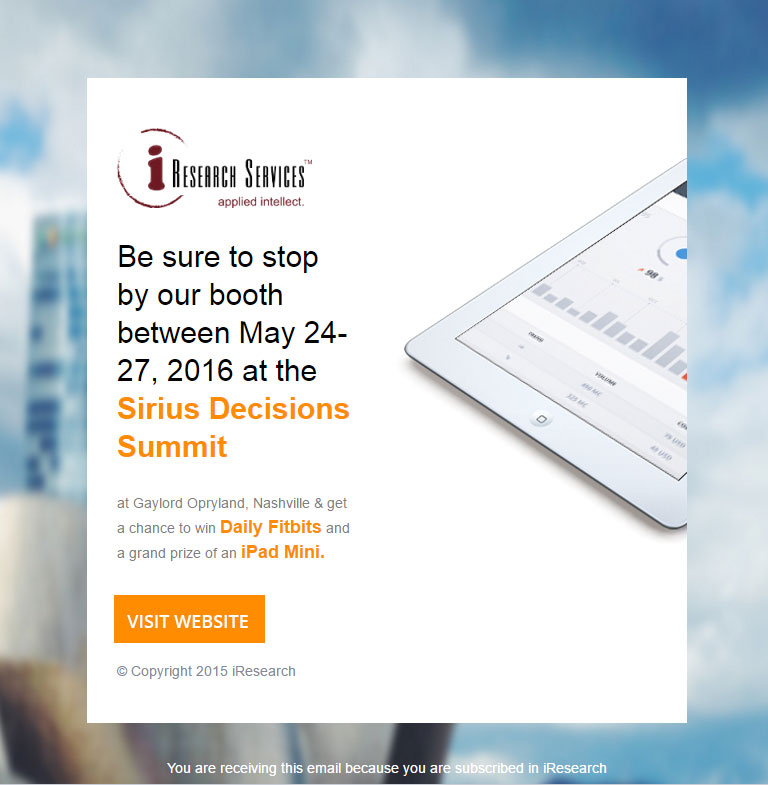 i RESEARCH SERVICES™
applied intellect.
Be sure to stop
by our booth
between May 24-
27, 2016 at the
Sirius Decisions
Summit
at Gaylord Opryland, Nashville & get
a chance to win Daily Fitbits and
a grand prize of an iPad Mini.
VISIT WEBSITE
© Copyright 2015 iResearch
98
VOLUME
You are receiving this email because you are subscribed in iResearch